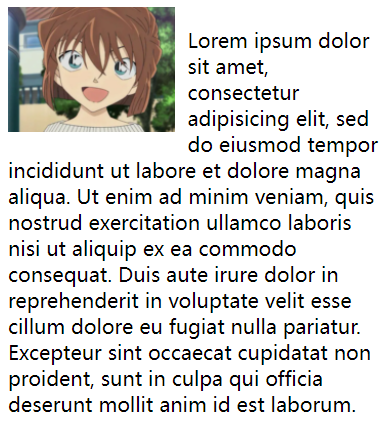 Lorem ipsum dolor
sit amet,
consectetur
adipisicing elit, sed
do eiusmod tempor
incididunt ut labore et dolore magna
aliqua. Ut enim ad minim veniam, quis
nostrud exercitation ullamco laboris
nisi ut aliquip ex ea commodo
consequat. Duis aute irure dolor in
reprehenderit in voluptate velit esse
cillum dolore eu fugiat nulla pariatur.
Excepteur sint occaecat cupidatat non
proident, sunt in culpa qui officia
deserunt mollit anim id est laborum.